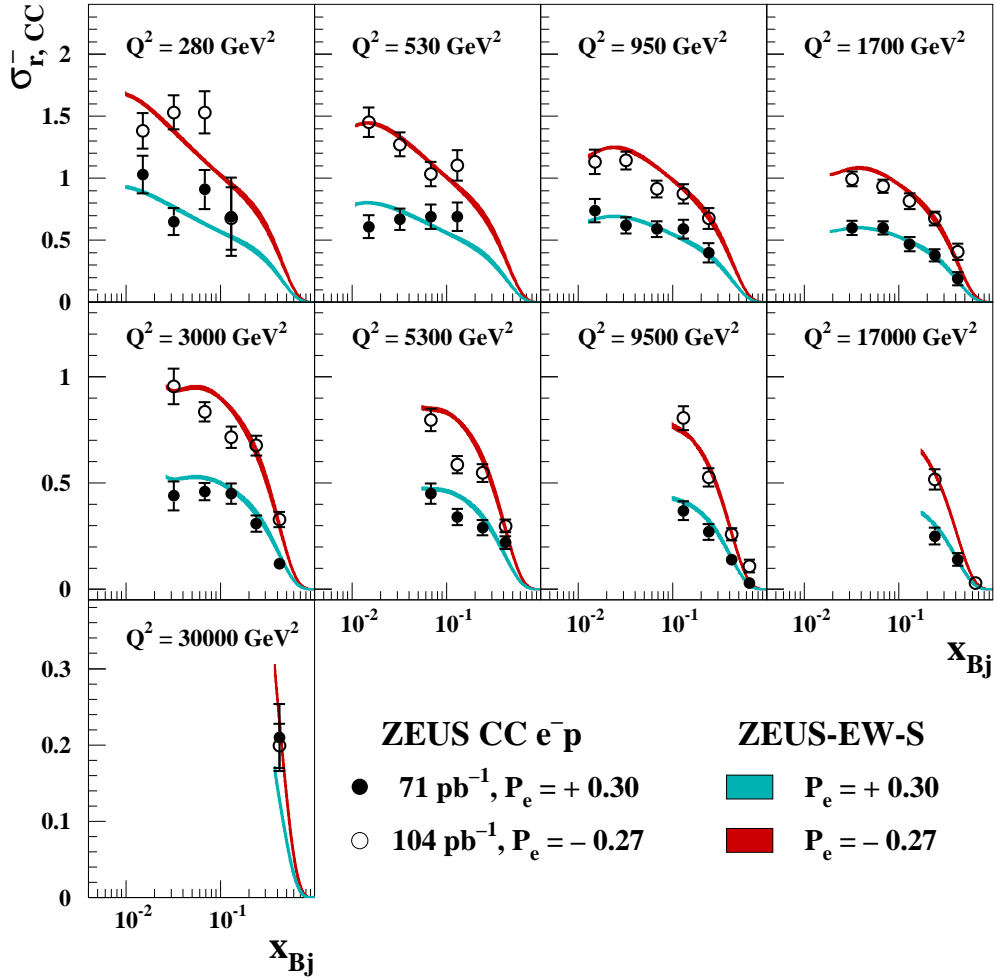 σ⁻r, CC
Q² = 280 GeV²
Q² = 530 GeV²
Q² = 950 GeV²
Q² = 1700 GeV²
2
1.5
1
0.5
0
Q² = 3000 GeV²
Q² = 5300 GeV²
Q² = 9500 GeV²
Q² = 17000 GeV²
1
0.5
0
10⁻² 10⁻¹ 10⁻² 10⁻¹ 10⁻² 10⁻¹
xBj
Q² = 30000 GeV²
0.3
0.2
0.1
0
10⁻² 10⁻¹
xBj
ZEUS CC e⁻p
71 pb⁻¹, Pe = + 0.30
104 pb⁻¹, Pe = – 0.27
ZEUS-EW-S
Pe = + 0.30
Pe = – 0.27